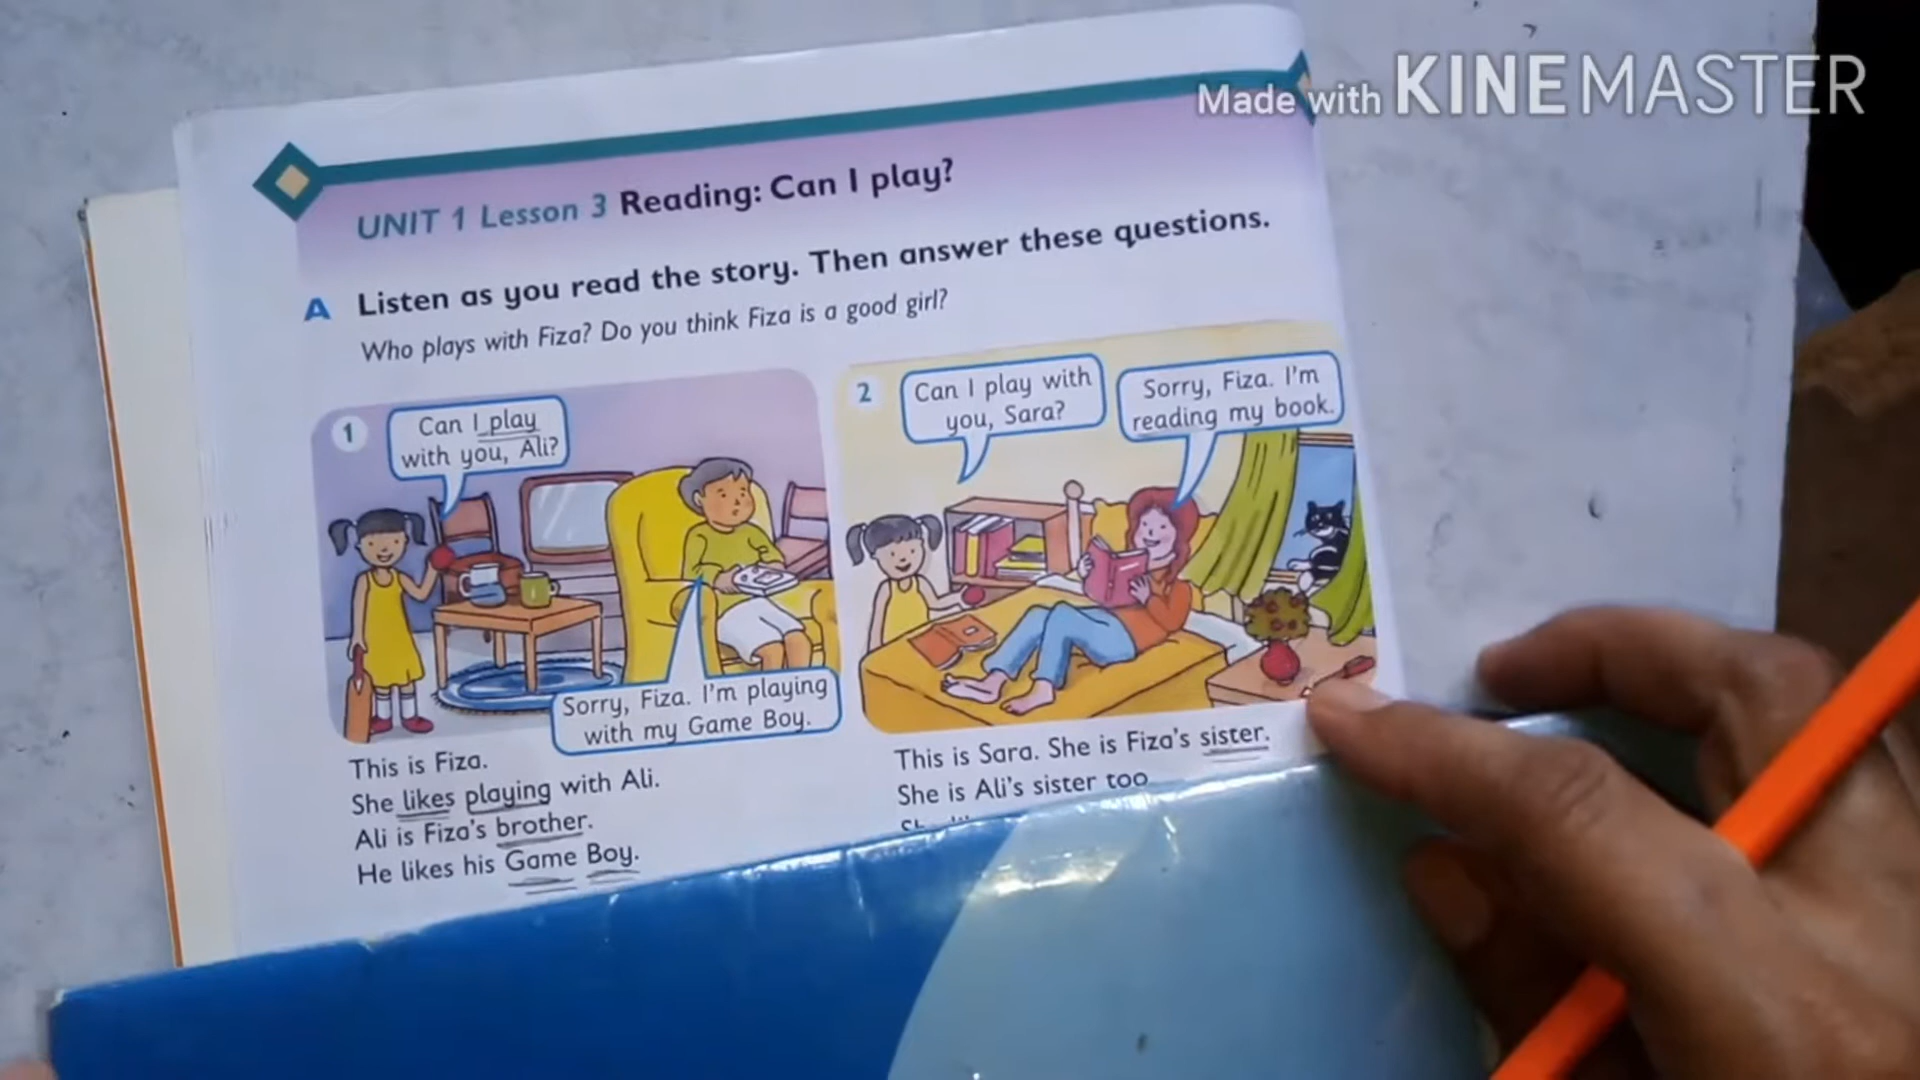 Made with KINEMASTER
UNIT 1 Lesson 3 Reading: Can I play?
A Listen as you read the story. Then answer these questions.
Who plays with Fiza? Do you think Fiza is a good girl?
1
Can I play
with you, Ali?
Sorry, Fiza. I'm playing
with my Game Boy.
This is Fiza.
She likes playing with Ali.
Ali is Fiza's brother.
He likes his Game Boy.
2
Can I play with
you, Sara?
Sorry, Fiza. I'm
reading my book.
This is Sara. She is Fiza's sister.
She is Ali's sister too